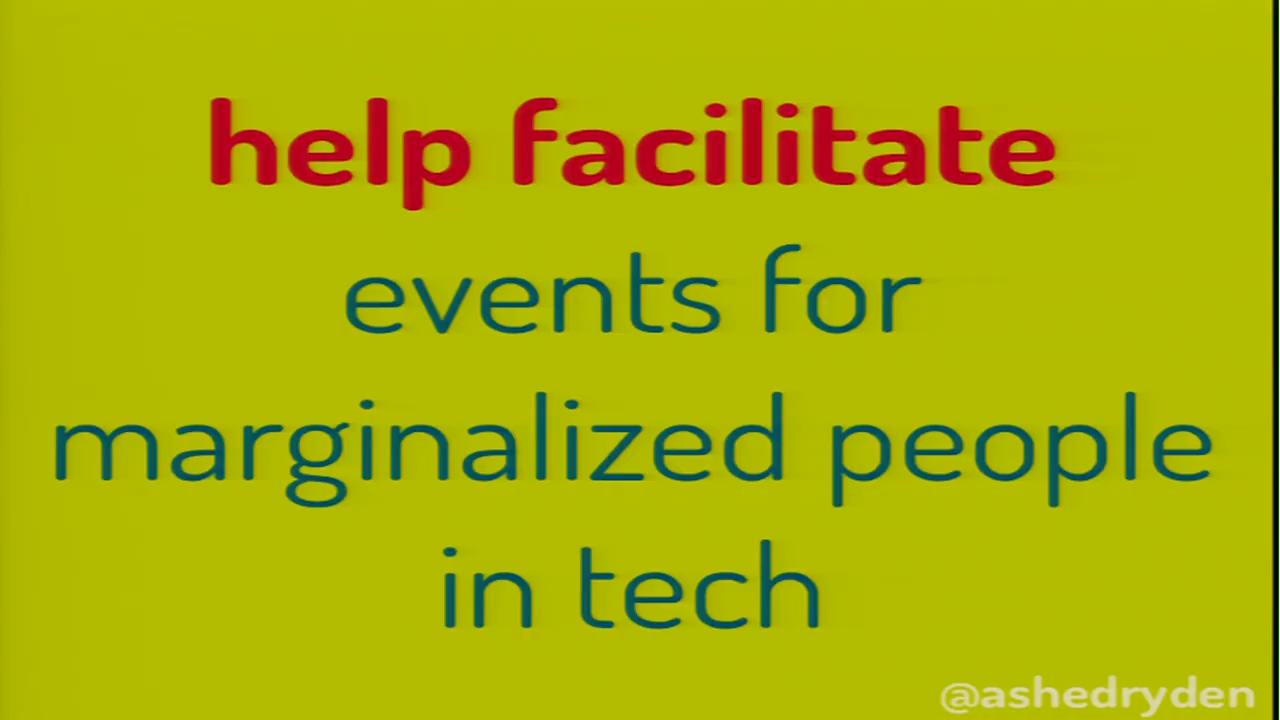 help facilitate
events for
marginalized people
in tech
@ashedryden